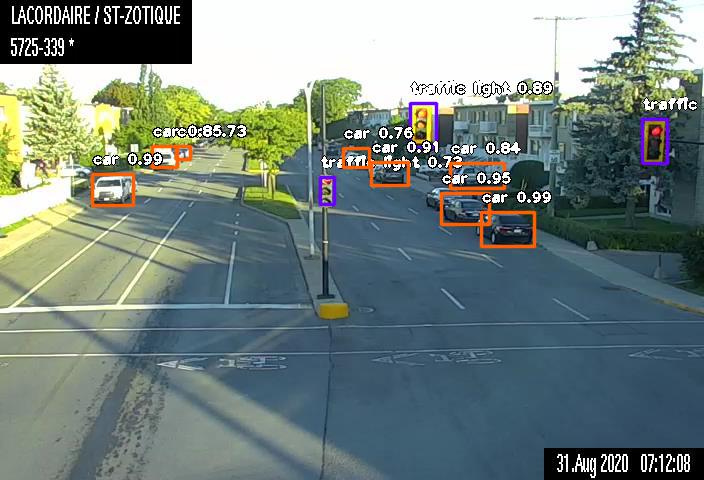 LACORDAIRE / ST-ZOTIQUE
5725-339 *
traffic light 0.89
traffic
car 0.76
car 0.91
car 0.84
car 0.99
traffic light 0.73
car 0.95
car 0.99
31.Aug 2020 07:12:08